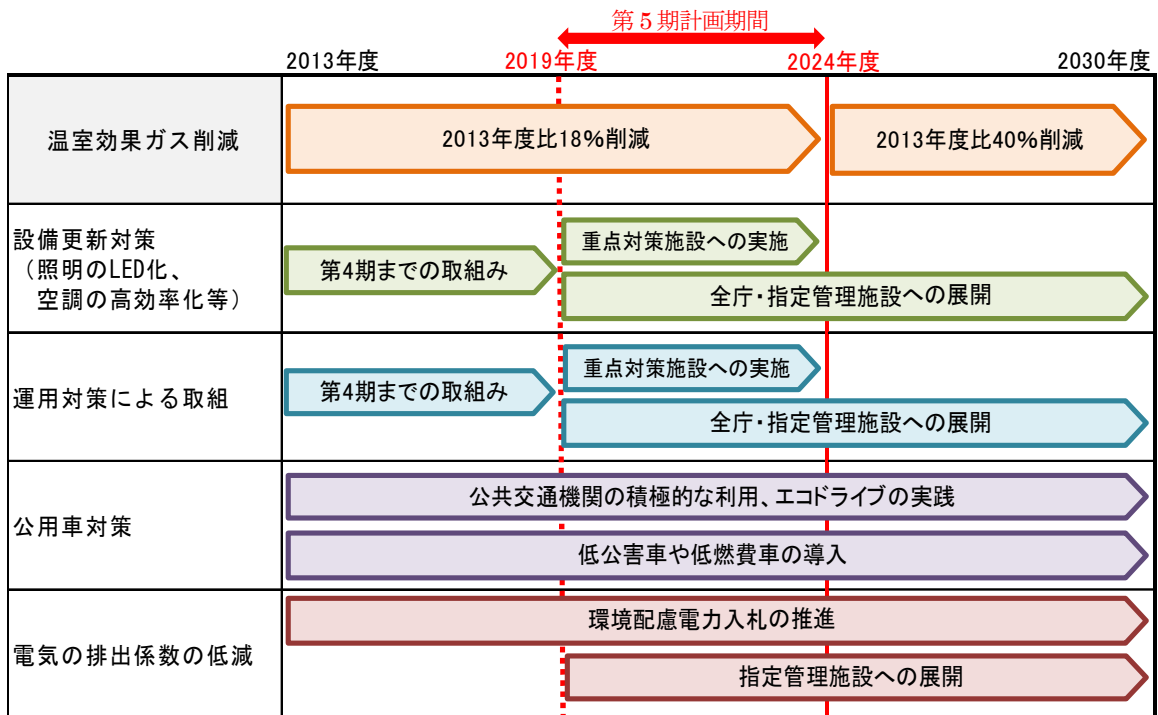 第5期計画期間
2013年度
2019年度
2024年度
2030年度
温室効果ガス削減
2013年度比18%削減
2013年度比40%削減
設備更新対策
(照明のLED化、
空調の高効率化等)
第4期までの取組み
重点対策施設への実施
全庁・指定管理施設への展開
運用対策による取組
第4期までの取組み
重点対策施設への実施
全庁・指定管理施設への展開
公用車対策
公共交通機関の積極的な利用、エコドライブの実践
低公害車や低燃費車の導入
電気の排出係数の低減
環境配慮電力入札の推進
指定管理施設への展開